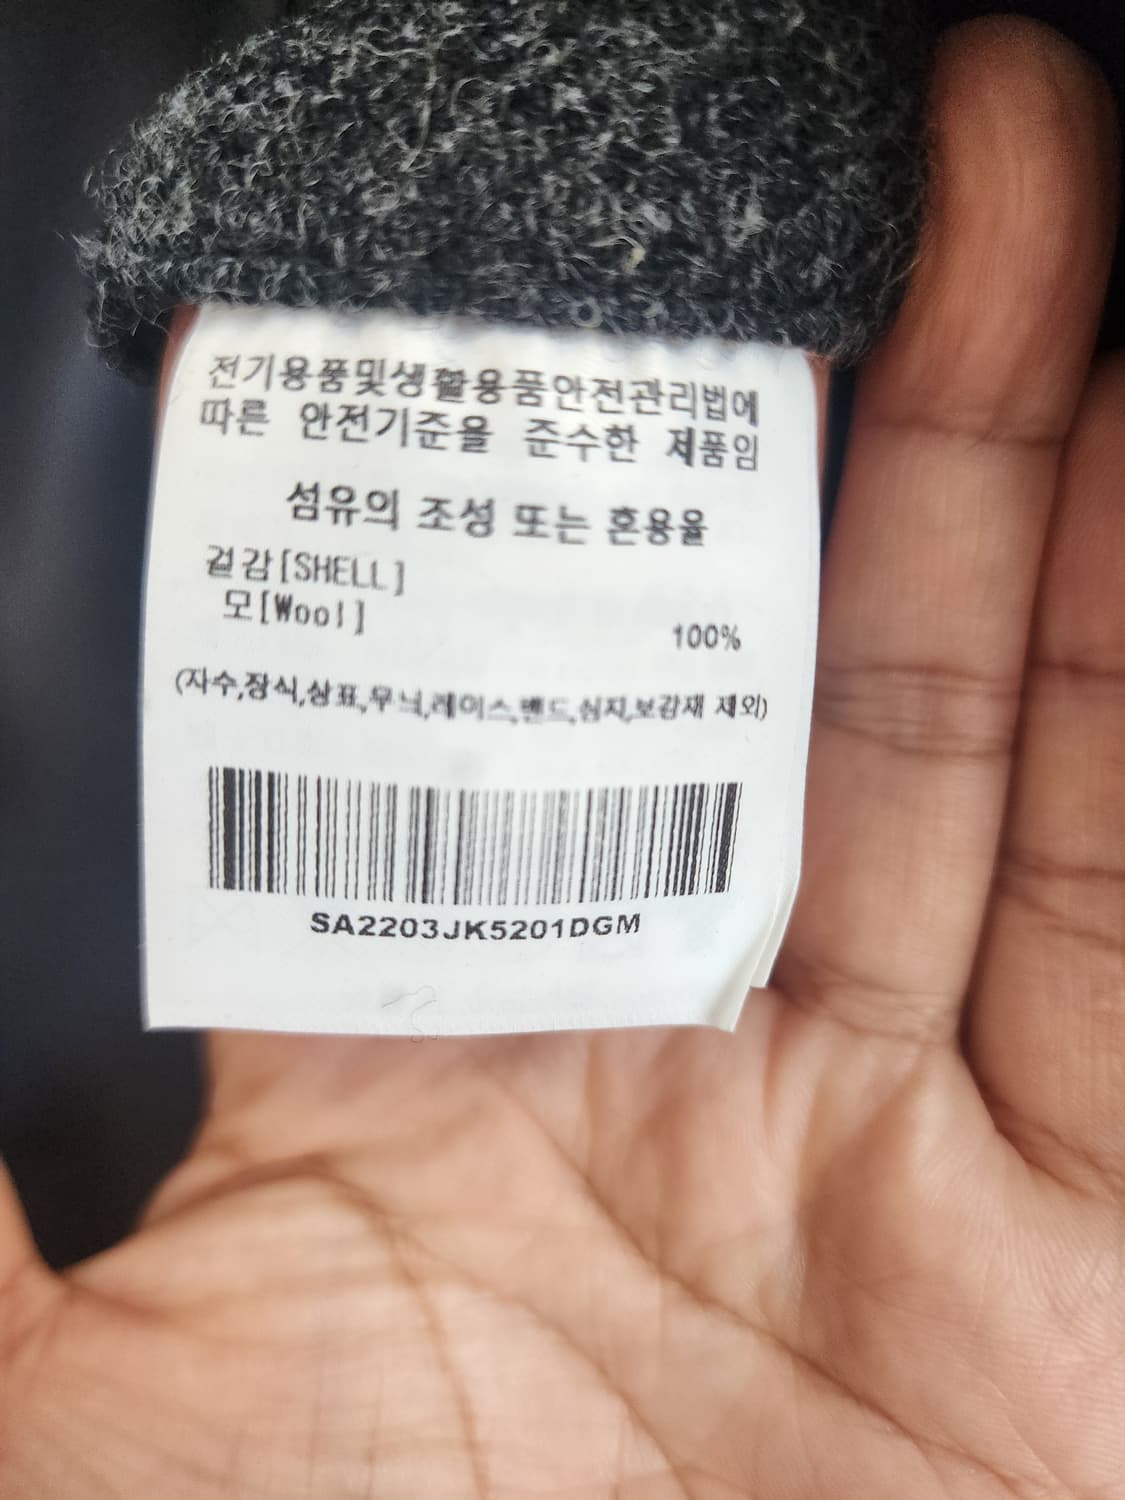 전기용품및생활용품안전관리법에
따른 안전기준을 준수한 제품임
섬유의 조성 또는 혼용율
겉감[SHELL]
모[Wool]
100%
(자수,장식,상표,무늬,레이스,밴드,심지,보강재 제외)
SA2203JK5201DGM